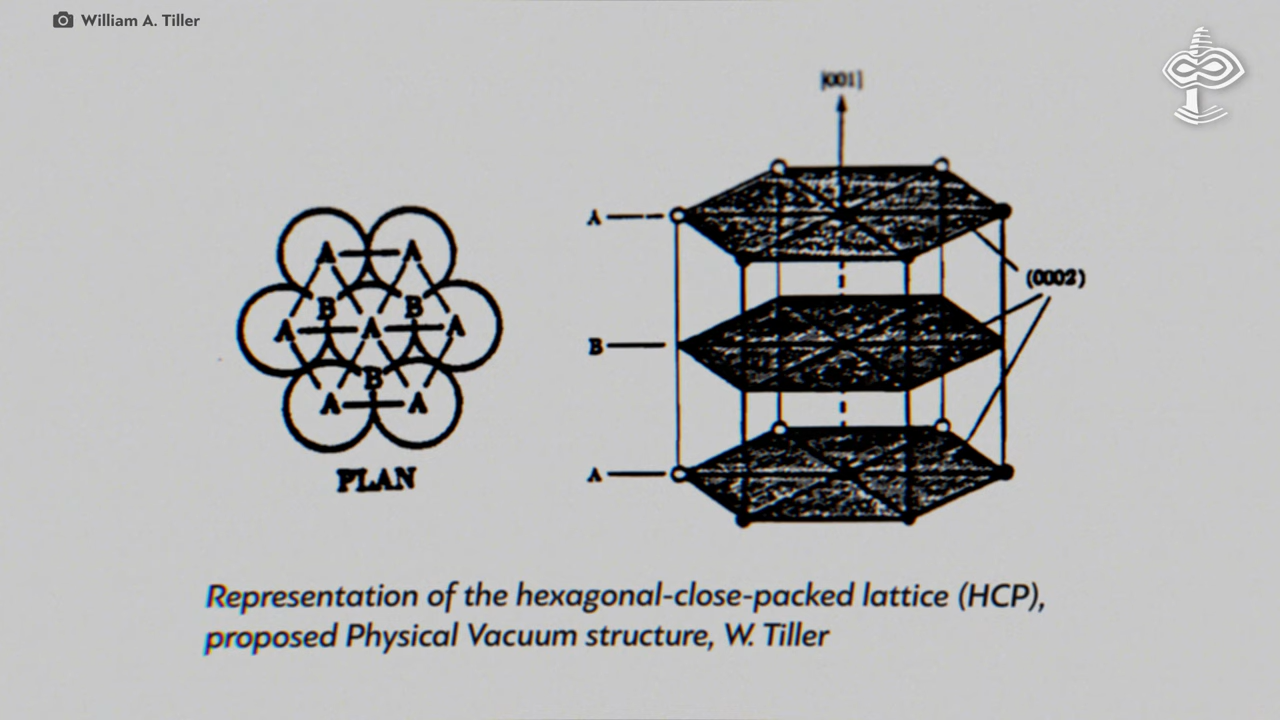 William A. Tiller
[001]
A
A
B
B
A
A
A
B
A
A
PLAN
A
B
A
(0002)
Representation of the hexagonal-close-packed lattice (HCP),
proposed Physical Vacuum structure, W. Tiller